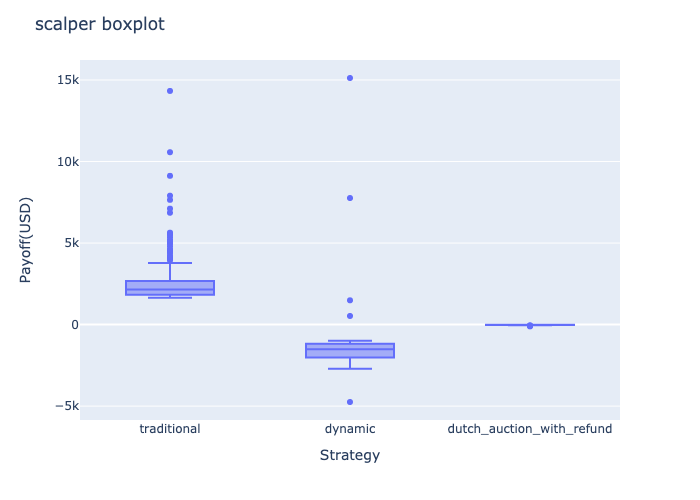 scalper boxplot
15k
10k
5k
0
−5k
Payoff(USD)
traditional
dynamic
dutch_auction_with_refund
Strategy